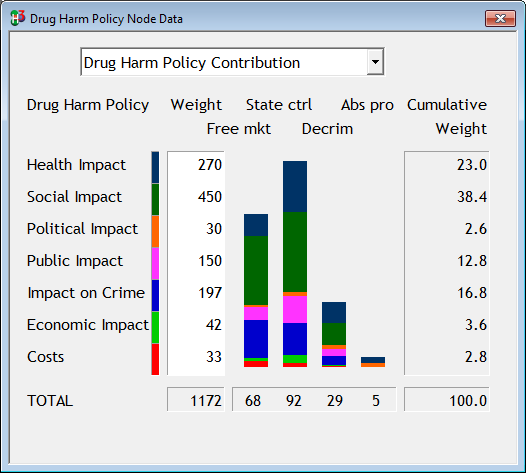 Drug Harm Policy Node Data
Drug Harm Policy Contribution
Drug Harm Policy Weight State ctrl Abs pro Cumulative
Free mkt Decrim Weight
Health Impact 270 23.0
Social Impact 450 38.4
Political Impact 30 2.6
Public Impact 150 12.8
Impact on Crime 197 16.8
Economic Impact 42 3.6
Costs 33 2.8
TOTAL 1172 68 92 29 5 100.0